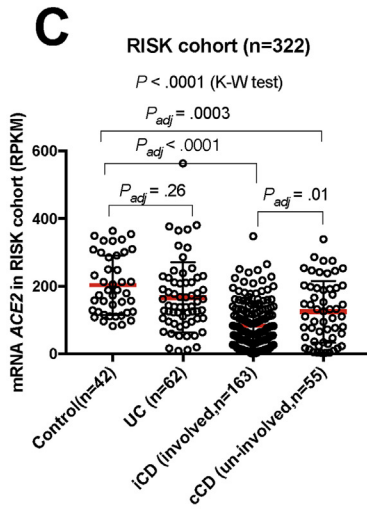 C
RISK cohort (n=322)
P < .0001 (K-W test)
Padj = .0003
Padj < .0001
Padj = .26
Padj = .01
mRNA ACE2 in RISK cohort (RPKM)
600
400
200
0
Control(n=42)
UC (n=62)
iCD (involved,n=163)
cCD (un-involved,n=55)